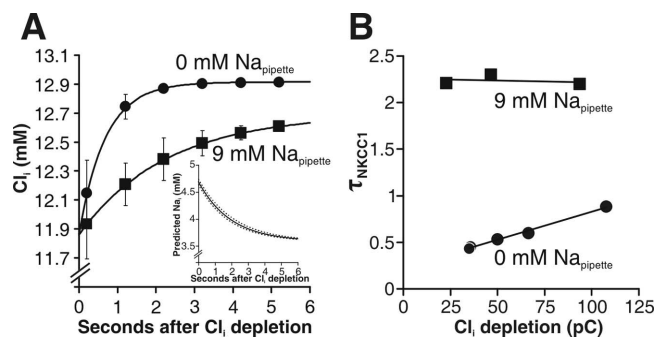 A
13.1
12.9
12.7
12.5
12.3
12.1
11.9
11.7
Cli (mM)
0 mM Napipette
9 mM Napipette
5
4.5
4
3.5
Predicted Nai (mM)
0 1 2 3 4 5 6
Seconds after Cli depletion
0 1 2 3 4 5 6
Seconds after Cli depletion
B
2.5
2
1.5
1
0.5
0
τNKCC1
9 mM Napipette
0 mM Napipette
0 25 50 75 100 125
Cli depletion (pC)